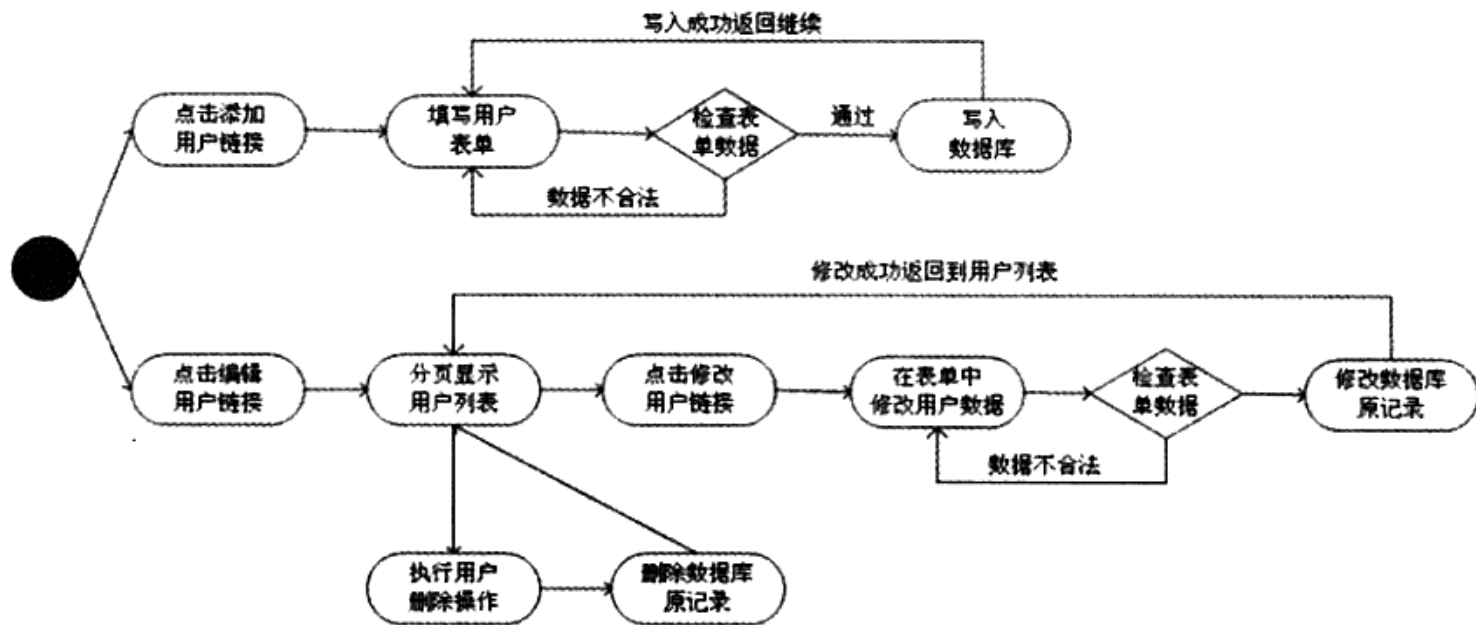 写入成功返回继续
点击添加
用户链接
填写用户
表单
检查表
单数据
通过
写入
数据库
数据不合法
修改成功返回到用户列表
点击编辑
用户链接
分页显示
用户列表
点击修改
用户链接
在表单中
修改用户数据
检查表
单数据
修改数据库
原记录
数据不合法
执行用户
删除操作
删除数据库
原记录